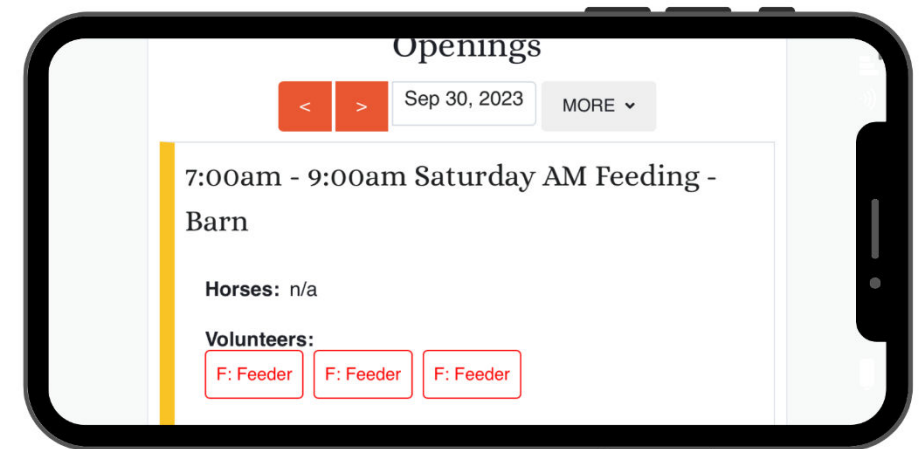 Openings
< > Sep 30, 2023 MORE
7:00am - 9:00am Saturday AM Feeding -
Barn
Horses: n/a
Volunteers:
F: Feeder F: Feeder F: Feeder